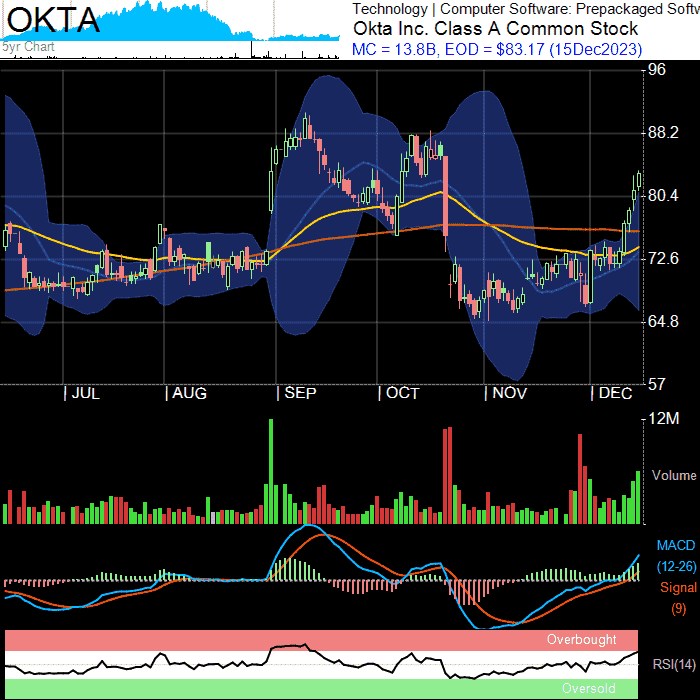 OKTA
Technology | Computer Software: Prepackaged Softw
Okta Inc. Class A Common Stock
MC = 13.8B, EOD = $83.17 (15Dec2023)
5yr Chart
96
88.2
80.4
72.6
64.8
57
| JUL | AUG | SEP | OCT | NOV | DEC
12M
Volume
MACD
(12-26)
Signal
(9)
Overbought
RSI(14)
Oversold